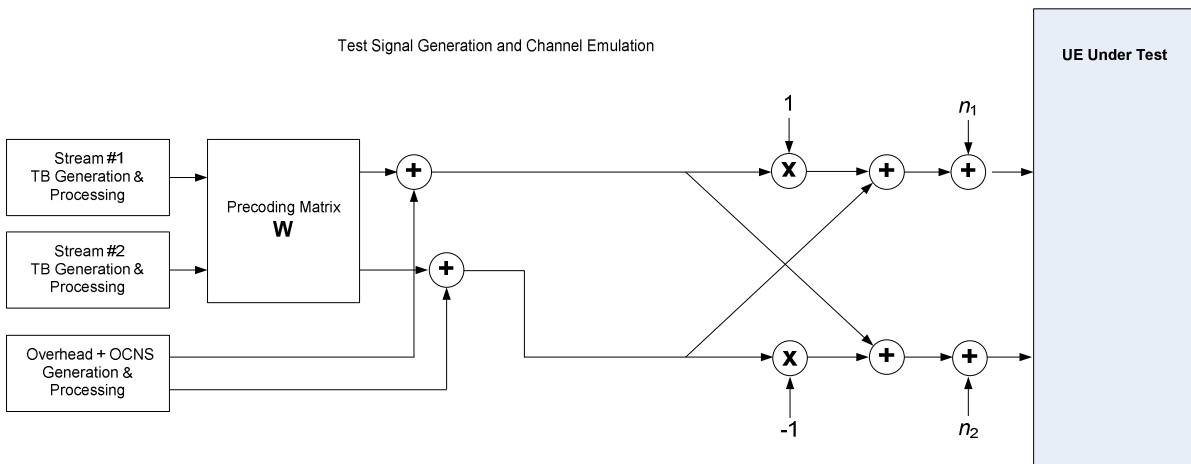 Test Signal Generation and Channel Emulation
UE Under Test
1
n1
Stream #1
TB Generation &
Processing
Precoding Matrix
W
+
x
+
+
Stream #2
TB Generation &
Processing
+
Overhead + OCNS
Generation &
Processing
x
+
+
-1
n2